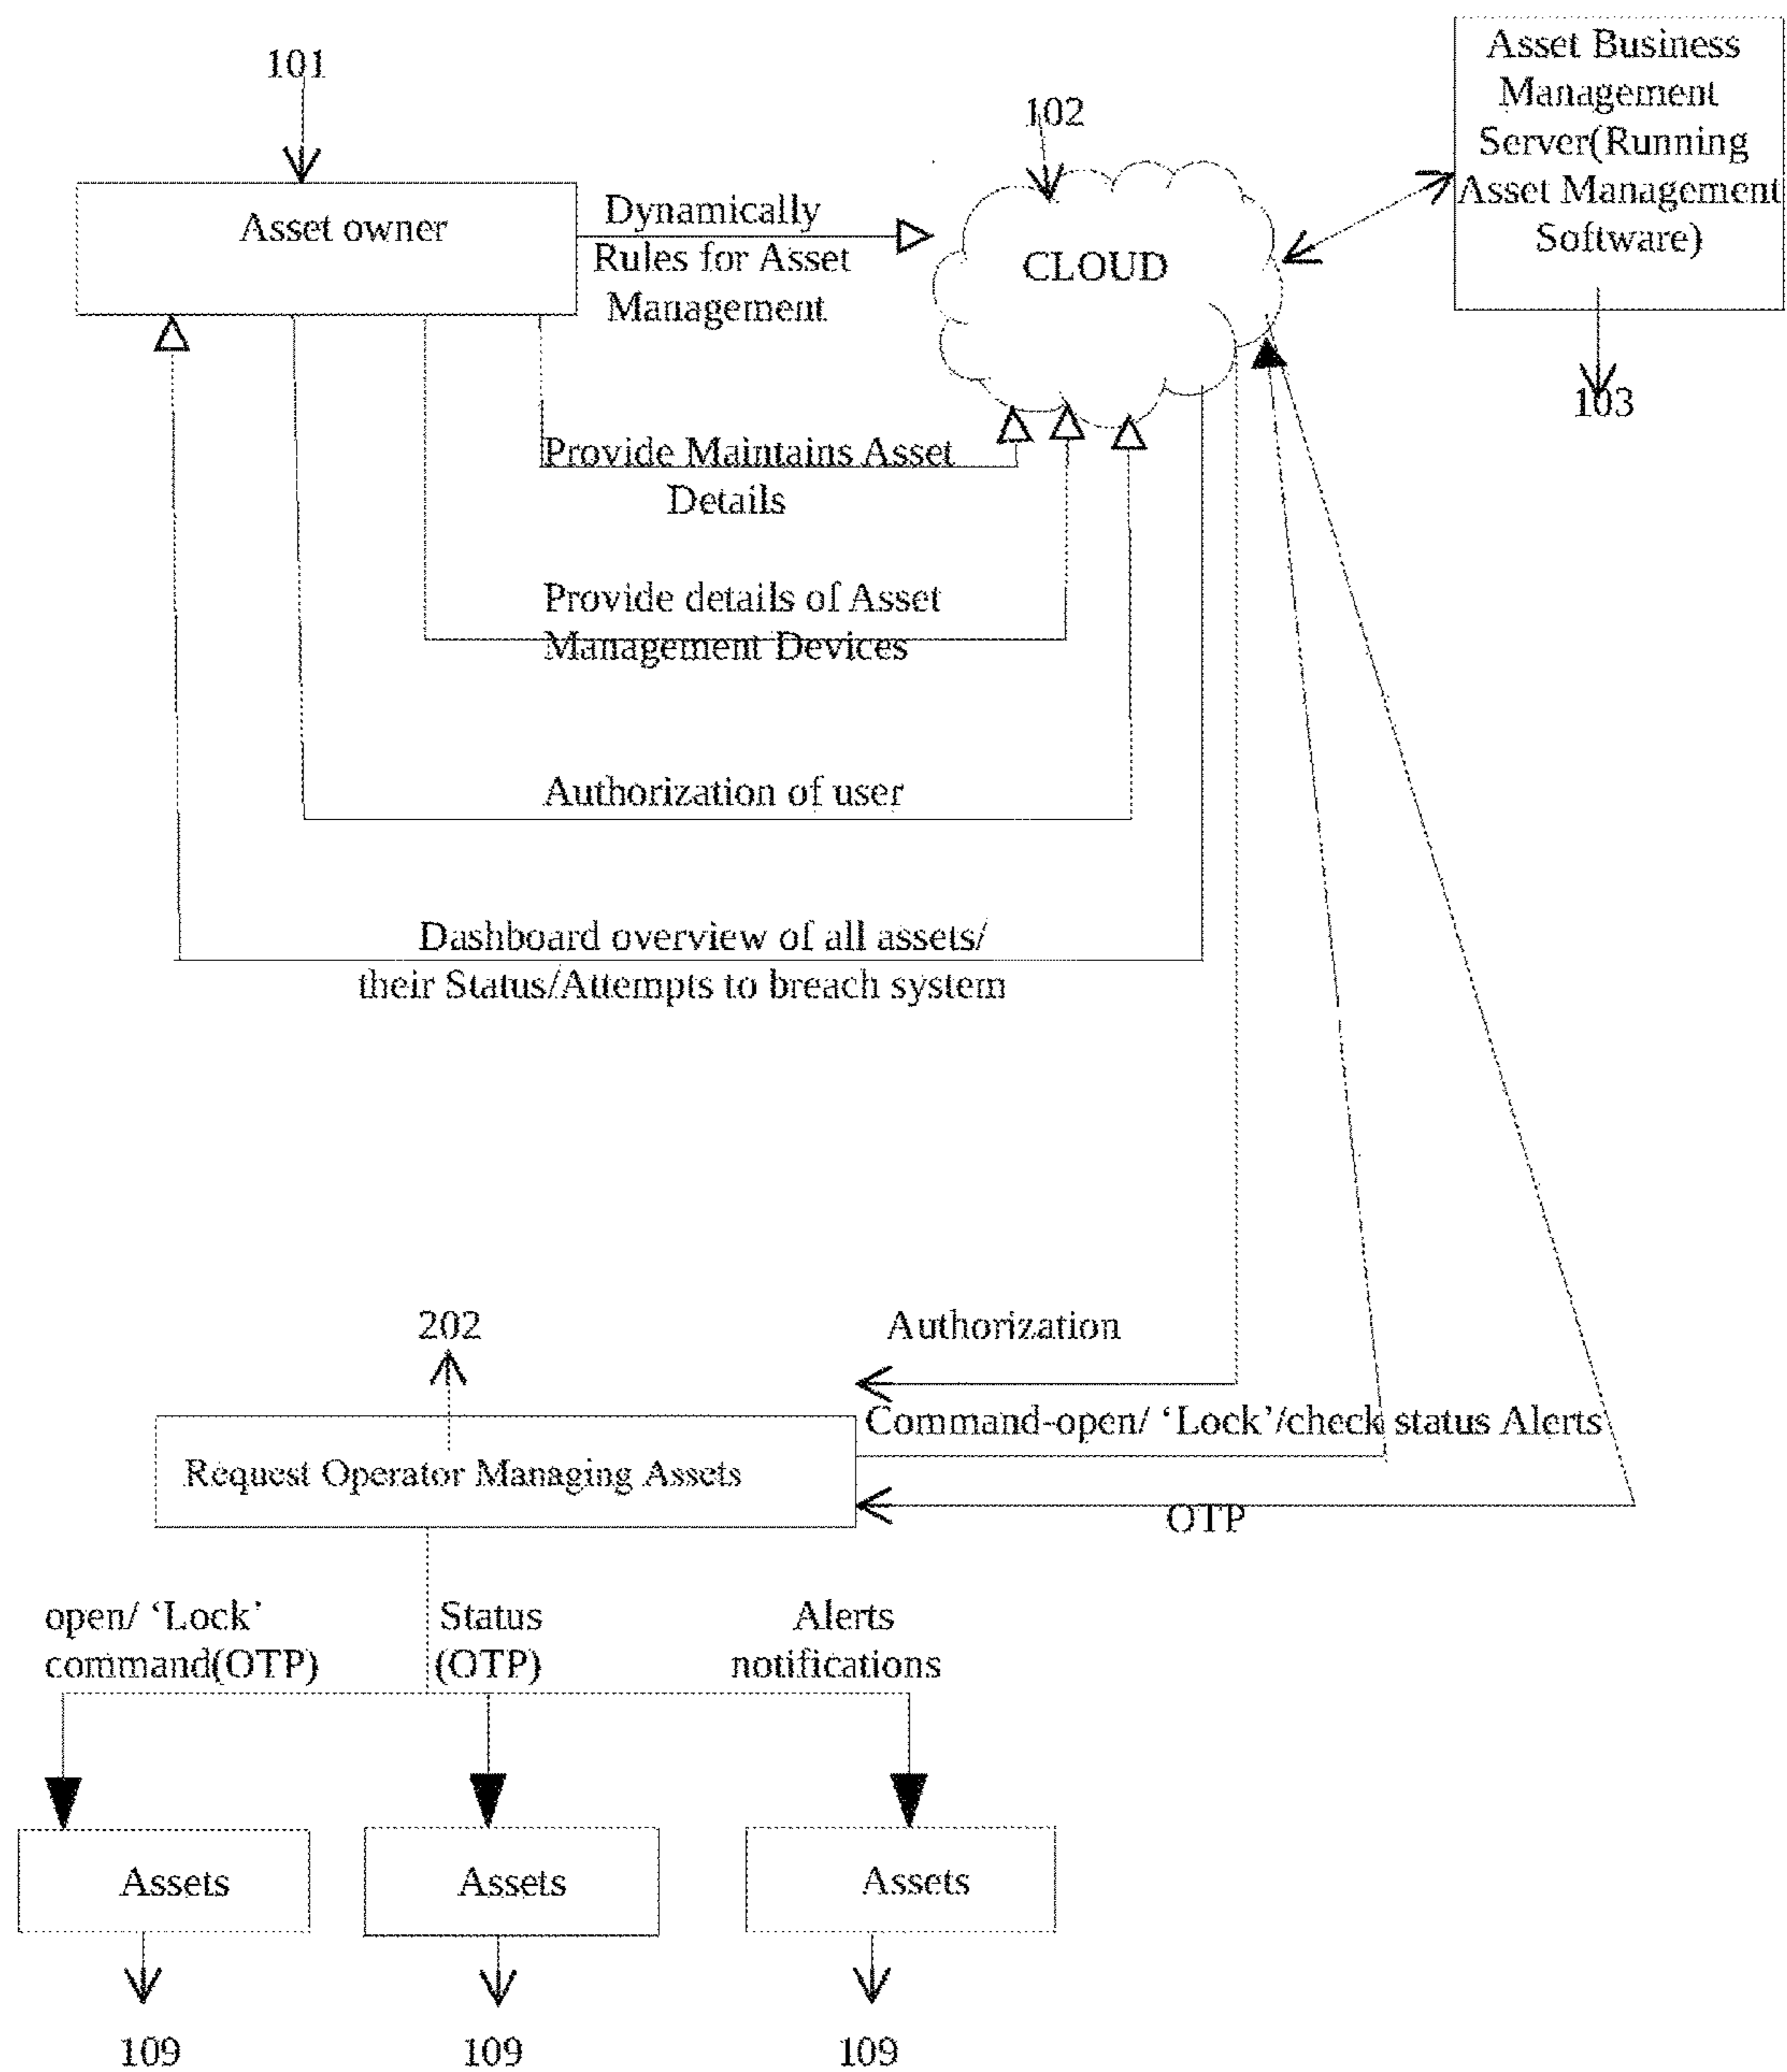 101
Asset owner
Dynamically
Rules for Asset
Management
102
CLOUD
Asset Business
Management
Server(Running
Asset Management
Software)
103
Provide Maintains Asset
Details
Provide details of Asset
Management Devices
Authorization of user
Dashboard overview of all assets/
their Status/Attempts to breach system
202
Authorization
Command-open/ ‘Lock’/check status Alerts
Request Operator Managing Assets
OTP
open/ ‘Lock’
command(OTP)
Status
(OTP)
Alerts
notifications
Assets
Assets
Assets
109
109
109